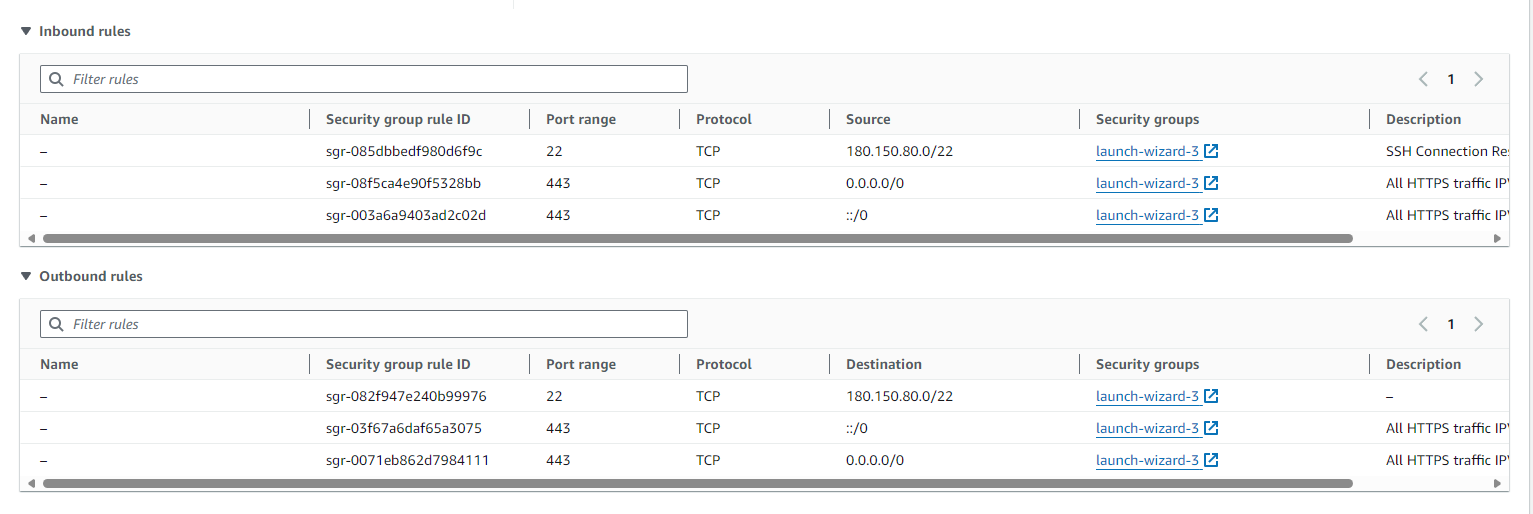 Inbound rules
Filter rules
1
Name Security group rule ID Port range Protocol Source Security groups Description
– sgr-085dbbedf980d6f9c 22 TCP 180.150.80.0/22 launch-wizard-3 SSH Connection Res
– sgr-08f5ca4e90f5328bb 443 TCP 0.0.0.0/0 launch-wizard-3 All HTTPS traffic IP
– sgr-003a6a9403ad2c02d 443 TCP ::/0 launch-wizard-3 All HTTPS traffic IP
Outbound rules
Filter rules
1
Name Security group rule ID Port range Protocol Destination Security groups Description
– sgr-082f947e240b99976 22 TCP 180.150.80.0/22 launch-wizard-3 –
– sgr-03f67a6daf65a3075 443 TCP ::/0 launch-wizard-3 All HTTPS traffic IP
– sgr-0071eb862d7984111 443 TCP 0.0.0.0/0 launch-wizard-3 All HTTPS traffic IP